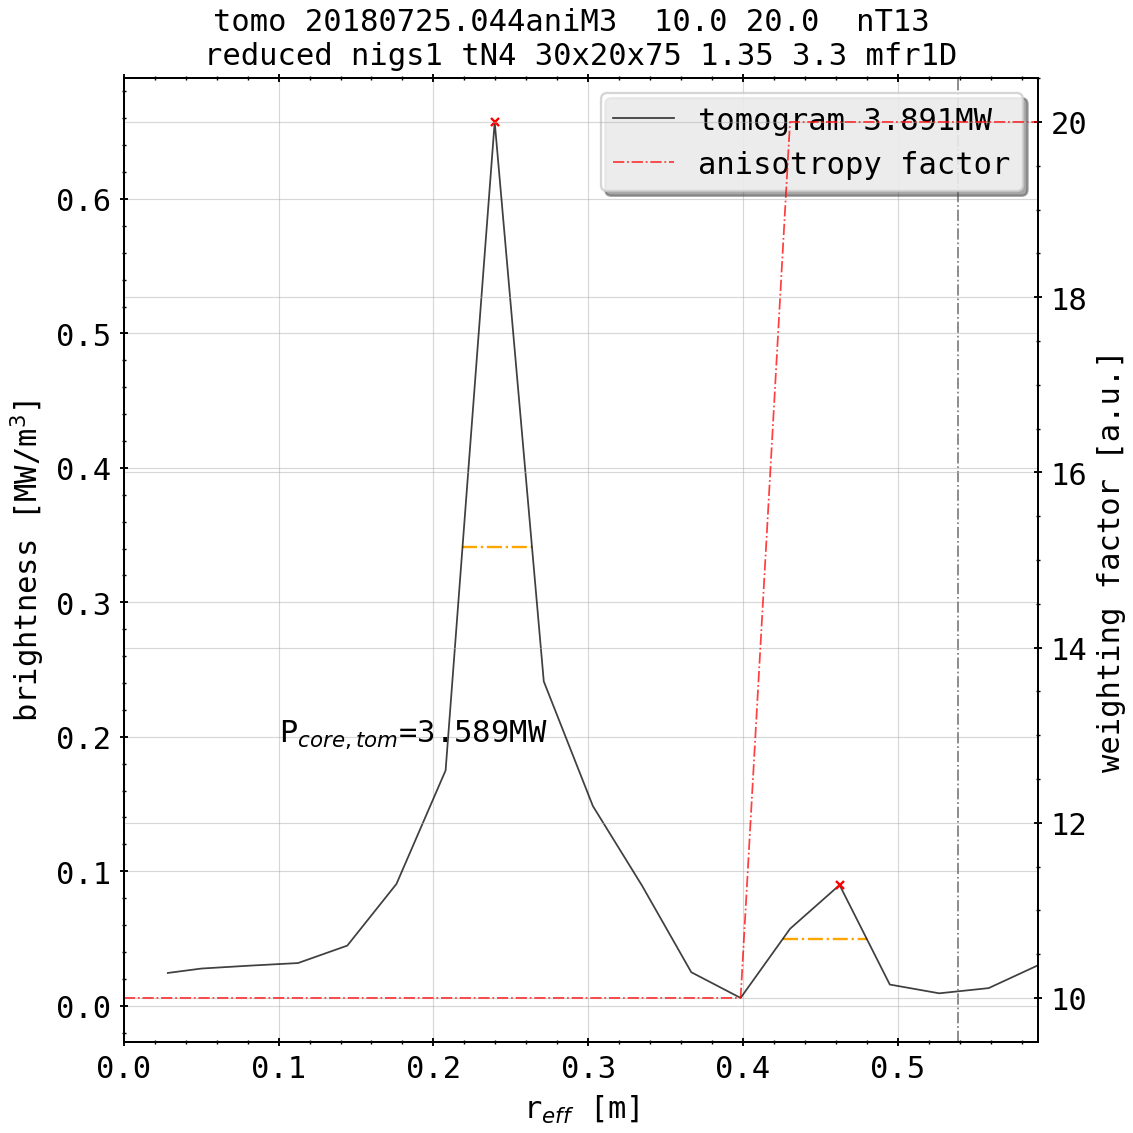 tomo 20180725.044aniM3  10.0 20.0  nT13
reduced nigs1 tN4 30x20x75 1.35 3.3 mfr1D
tomogram 3.891MW
anisotropy factor
brightness [MW/m³]
0.6
0.5
0.4
0.3
0.2
0.1
0.0
P_core,tom=3.589MW
20
18
16
14
12
10
weighting factor [a.u.]
0.0 0.1 0.2 0.3 0.4 0.5
r_eff [m]